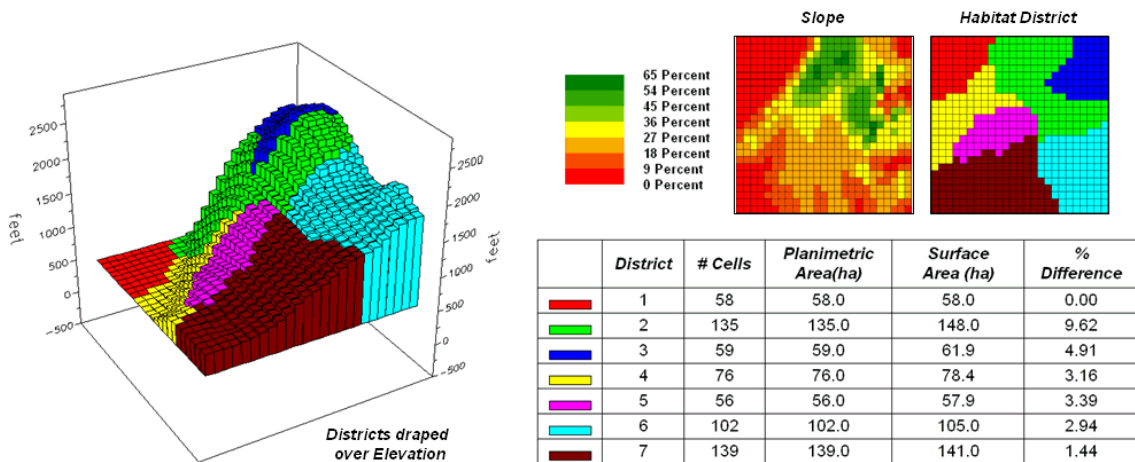 Slope
Habitat District
65 Percent
54 Percent
45 Percent
36 Percent
27 Percent
18 Percent
9 Percent
0 Percent
2500
2000
1500
1000
500
0
-500
feet
2500
2000
1500
1000
500
0
-500
feet
Districts draped
over Elevation
District # Cells Planimetric Area(ha) Surface Area (ha) % Difference
1 58 58.0 58.0 0.00
2 135 135.0 148.0 9.62
3 59 59.0 61.9 4.91
4 76 76.0 78.4 3.16
5 56 56.0 57.9 3.39
6 102 102.0 105.0 2.94
7 139 139.0 141.0 1.44